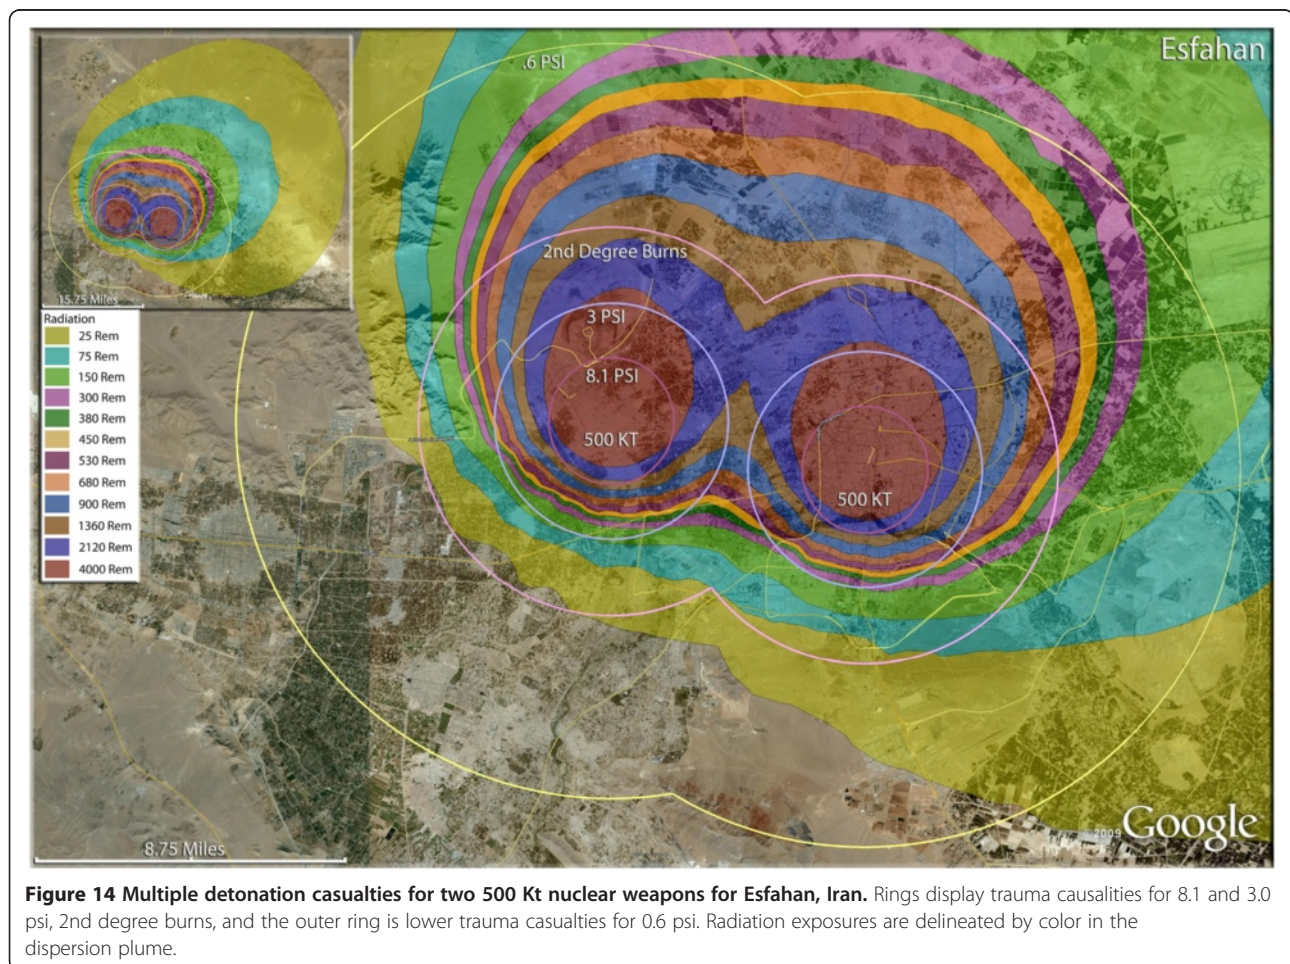 Esfahan
.6 PSI
2nd Degree Burns
3 PSI
8.1 PSI
500 KT
500 KT
15.75 Miles
Radiation
25 Rem
75 Rem
150 Rem
300 Rem
380 Rem
450 Rem
530 Rem
680 Rem
900 Rem
1360 Rem
2120 Rem
4000 Rem
8.75 Miles
2009 Google
Figure 14 Multiple detonation casualties for two 500 Kt nuclear weapons for Esfahan, Iran. Rings display trauma causalities for 8.1 and 3.0
psi, 2nd degree burns, and the outer ring is lower trauma casualties for 0.6 psi. Radiation exposures are delineated by color in the
dispersion plume.